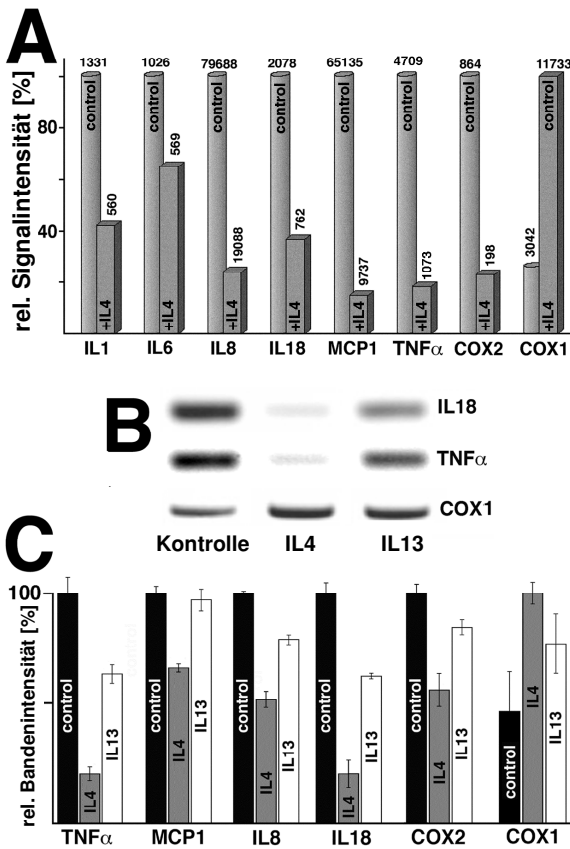 A
rel. Signalintensität [%]
80
40
1331 1026 79688 2078 65135 4709 864 11733
control control control control control control control 3042
560 569 19088 762 9737 1073 198 control
+IL4 +IL4 +IL4 +IL4 +IL4 +IL4 +IL4 +IL4
IL1 IL6 IL8 IL18 MCP1 TNFα COX2 COX1
B
IL18
TNFα
COX1
Kontrolle IL4 IL13
C
rel. Bandenintensität [%]
100
control IL4 IL13
control IL4 IL13
control IL4 IL13
control IL4 IL13
control IL4 IL13
control IL4 IL13
TNFα MCP1 IL8 IL18 COX2 COX1